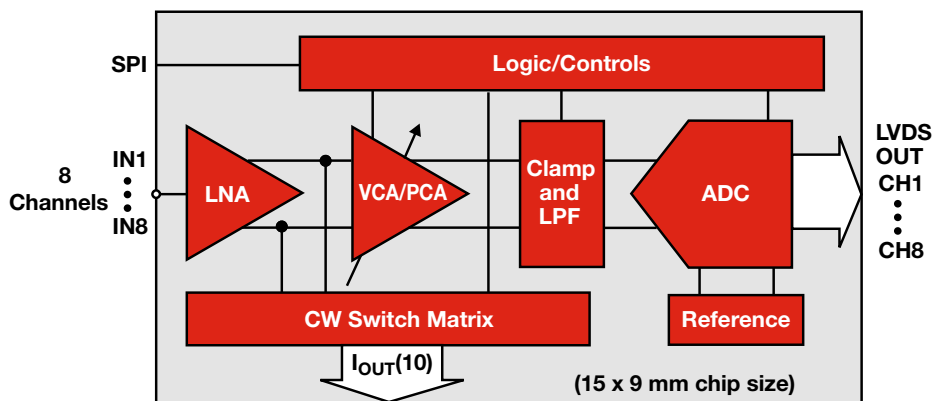 SPI
Logic/Controls
8
Channels
IN1
IN8
LNA
VCA/PCA
Clamp
and
LPF
ADC
LVDS
OUT
CH1
CH8
CW Switch Matrix
Reference
IOUT(10)
(15 x 9 mm chip size)